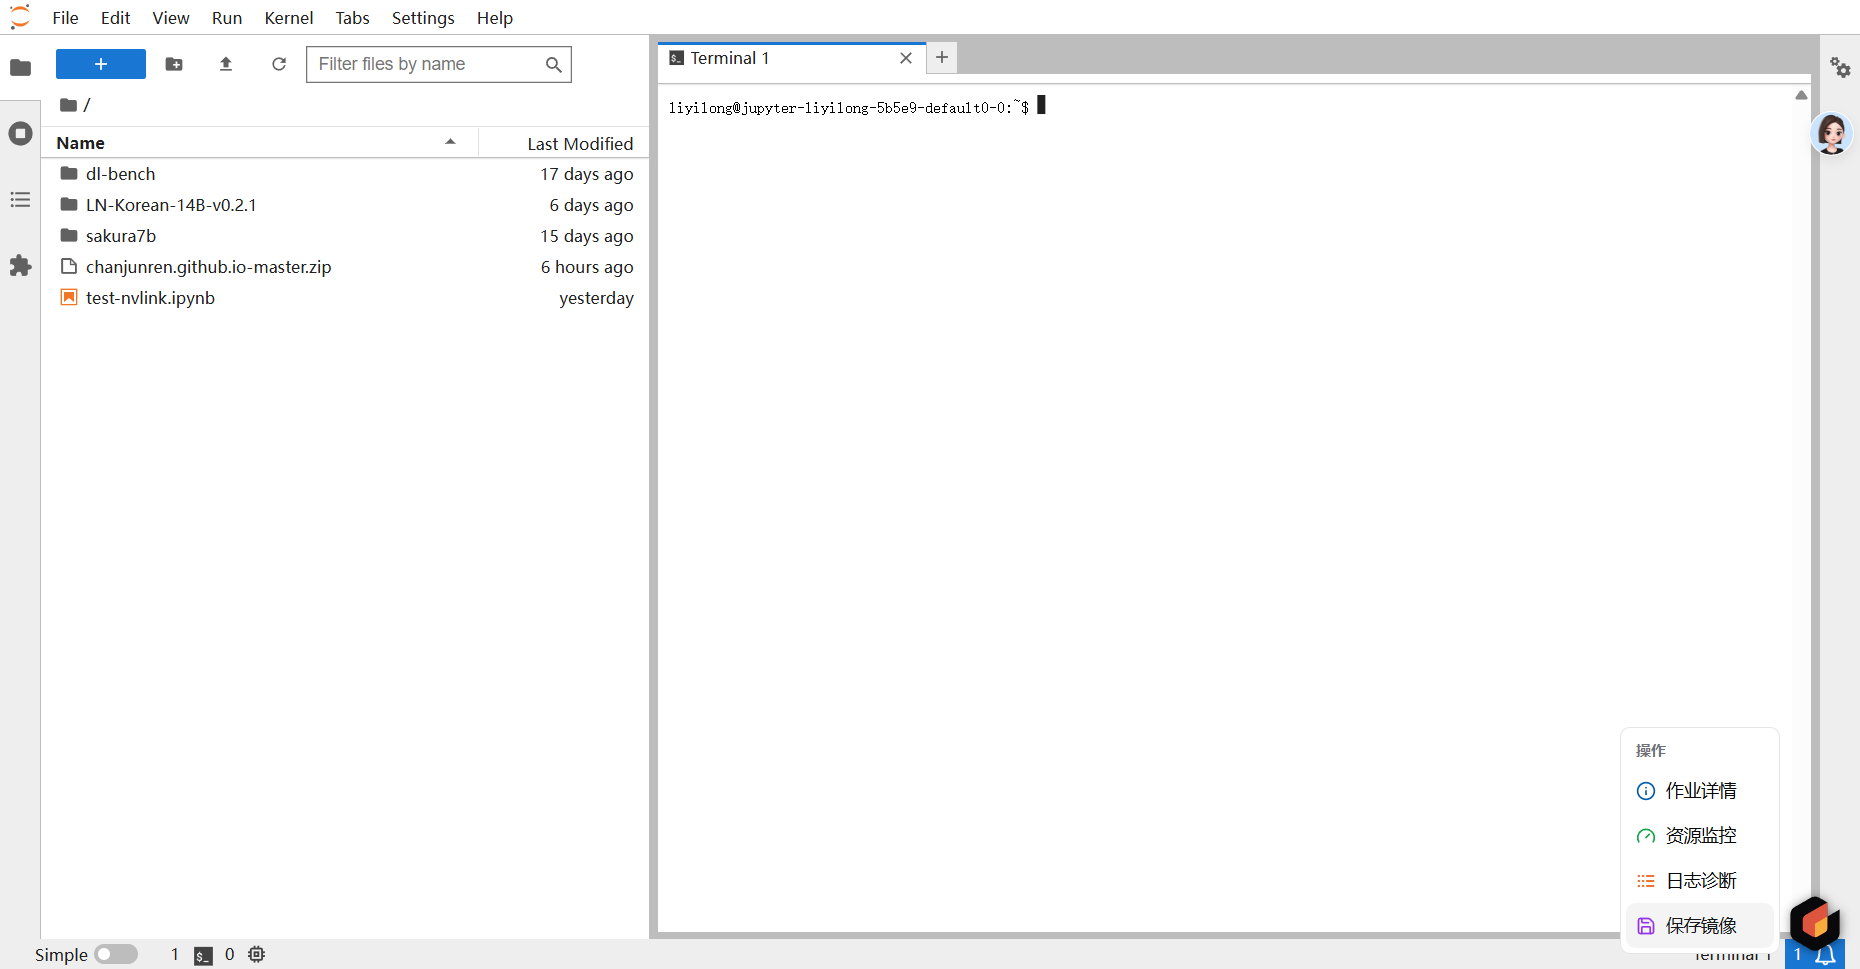 File Edit View Run Kernel Tabs Settings Help
Filter files by name
/
Name Last Modified
dl-bench 17 days ago
LN-Korean-14B-v0.2.1 6 days ago
sakura7b 15 days ago
chanjunren.github.io-master.zip 6 hours ago
test-nvlink.ipynb yesterday
Terminal 1
liyilong@jupyter-liyilong-5b5e9-default0-0:~$
操作
作业详情
资源监控
日志诊断
保存镜像
Simple 1 $_ 0 Terminal 1 1